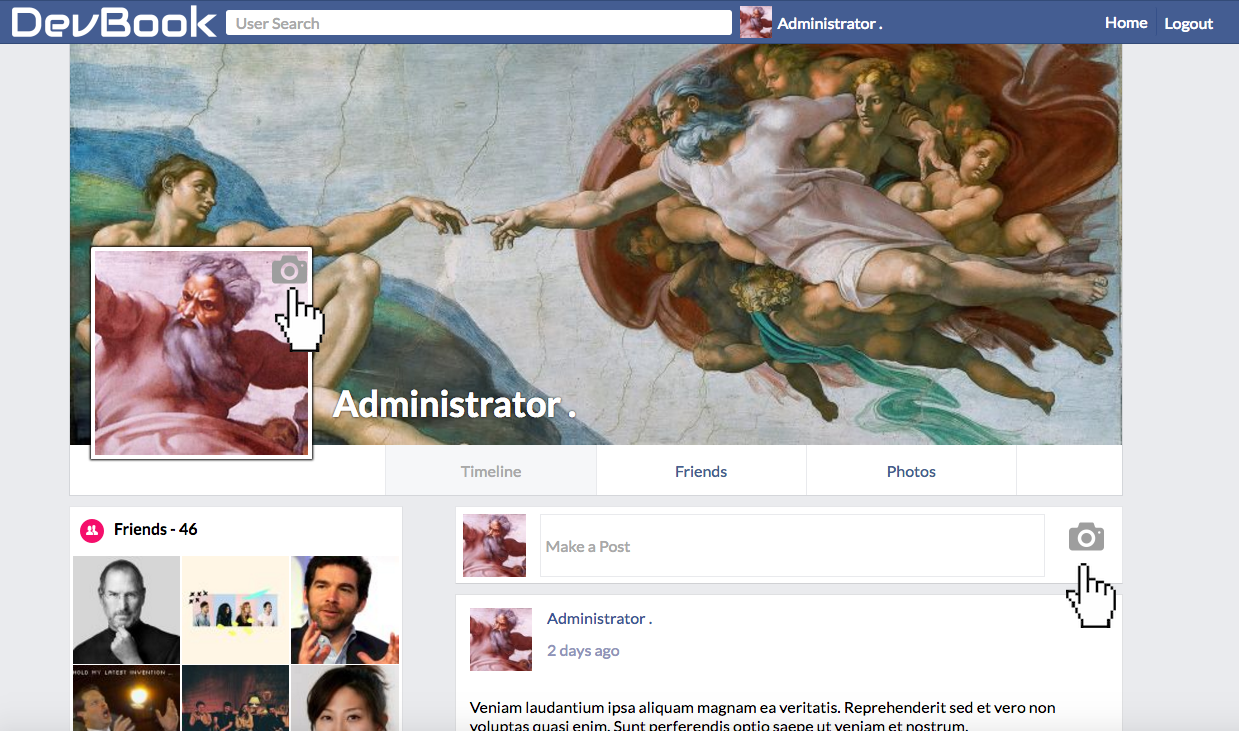 DevBook
User Search
Administrator .
Home
Logout
Administrator .
Timeline
Friends
Photos
Friends - 46
Make a Post
Administrator .
2 days ago
HOLD MY LATEST INVENTION ...
Veniam laudantium ipsa aliquam magnam ea veritatis. Reprehenderit sed et vero non
voluptas quasi enim. Sunt perferendis optio saepe ut veniam et nostrum.